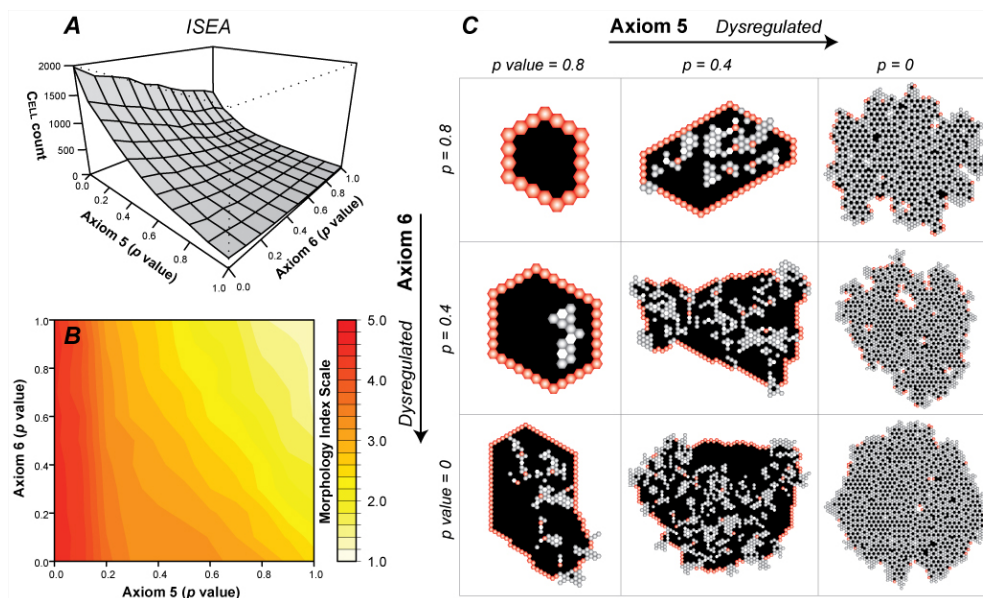 A
ISEA
2000
1500
1000
500
0
CELL count
0.0
0.2
0.4
0.6
0.8
1.0
Axiom 5 (p value)
0.0
0.2
0.4
0.6
0.8
1.0
Axiom 6 (p value)
B
1.0
0.8
0.6
0.4
0.2
0.0
Axiom 6 (p value)
0.0 0.2 0.4 0.6 0.8 1.0
Axiom 5 (p value)
5.0
4.0
3.0
2.0
1.0
Morphology Index Scale
C
Axiom 5 Dysregulated
p value = 0.8 p = 0.4 p = 0
Axiom 6 Dysregulated
p = 0.8
p = 0.4
p value = 0